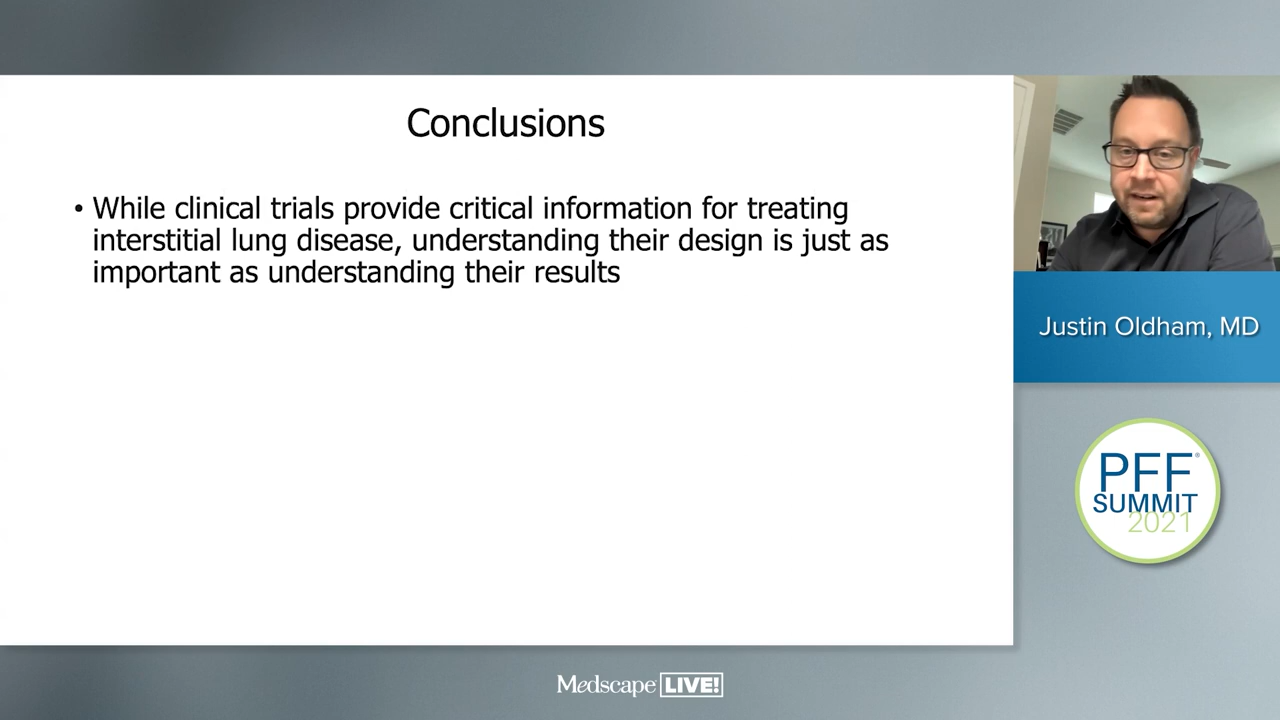 Conclusions
• While clinical trials provide critical information for treating
interstitial lung disease, understanding their design is just as
important as understanding their results
Justin Oldham, MD
PFF®
SUMMIT
2021
Medscape LIVE!